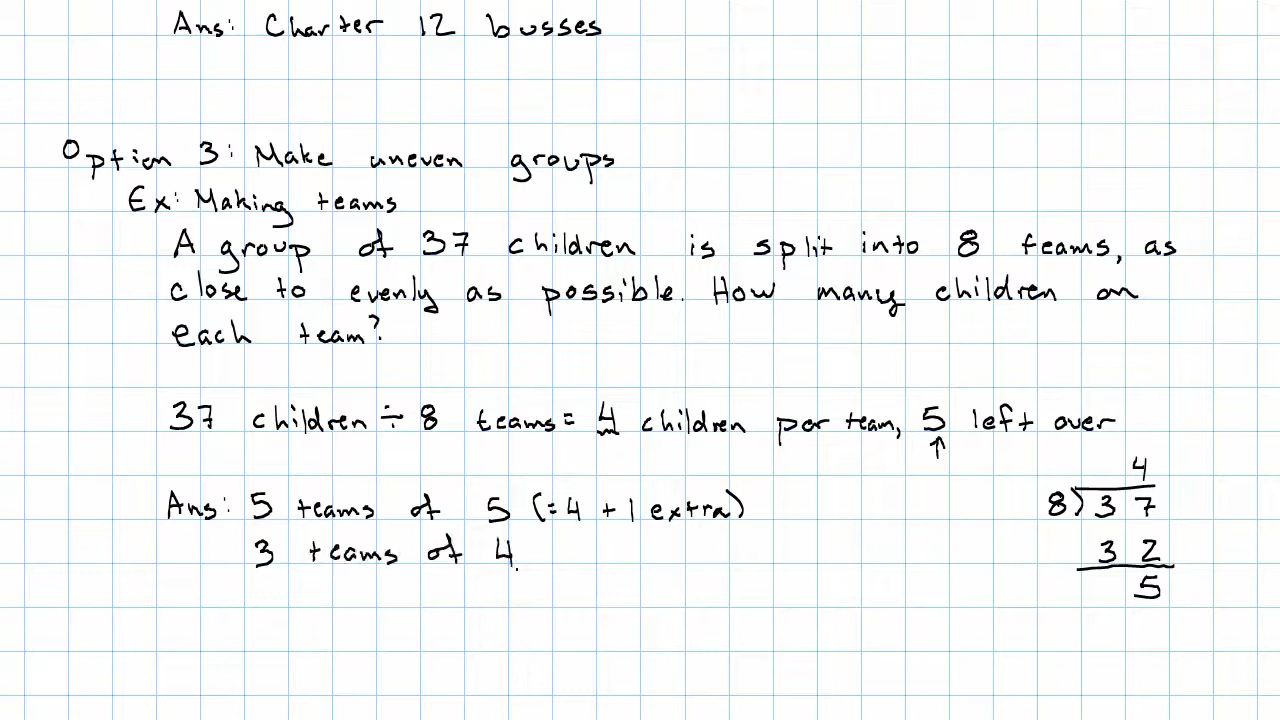 Ans: Charter 12 busses
Option 3: Make uneven groups
Ex: Making teams
A group of 37 children is split into 8 teams, as
close to evenly as possible. How many children on
each team?
37 children ÷ 8 teams = 4 children per team, 5 left over
↑
4
Ans: 5 teams of 5 (= 4 + 1 extra)
8)37
3 teams of 4.
32
5